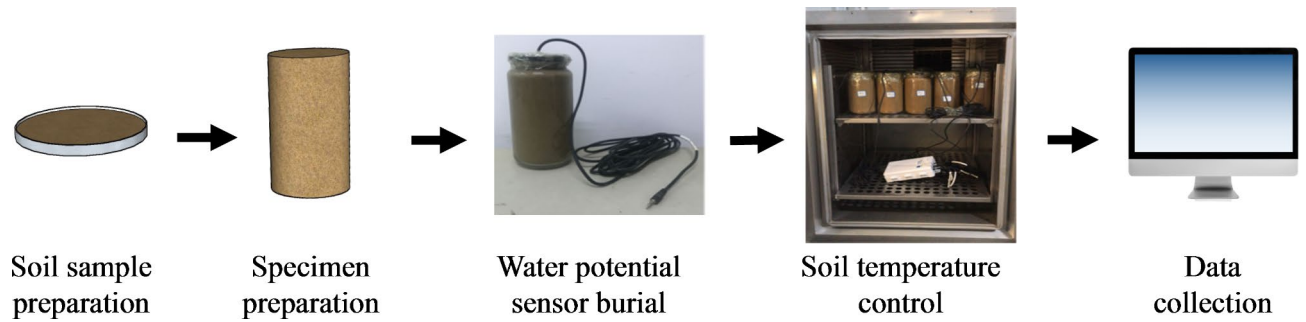 Soil sample
preparation
Specimen
preparation
Water potential
sensor burial
Soil temperature
control
Data
collection